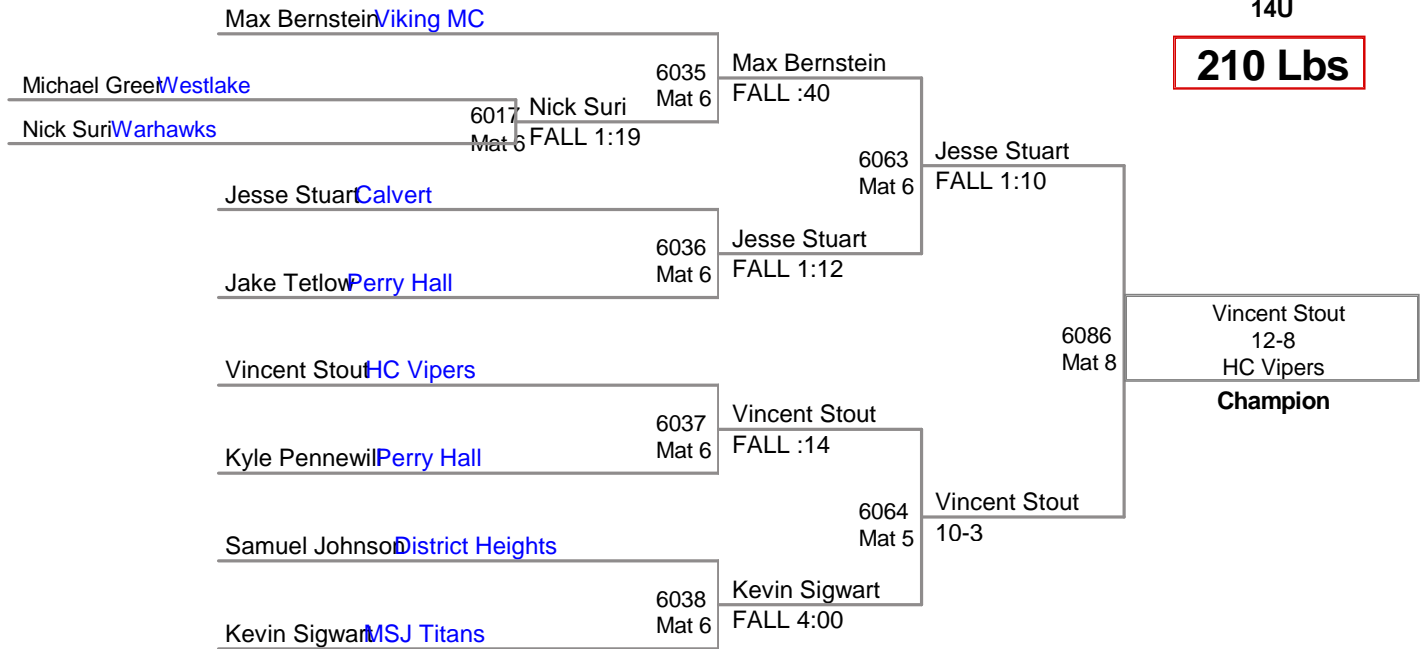 14U
210 Lbs
Max Bernstein Viking MC
Michael Greer Westlake
Nick Suri Warhawks
6017
Mat 6
Nick Suri
FALL 1:19
6035
Mat 6
Max Bernstein
FALL :40
Jesse Stuart Calvert
Jake Tetlow Perry Hall
6036
Mat 6
Jesse Stuart
FALL 1:12
6063
Mat 6
Jesse Stuart
FALL 1:10
Vincent Stout HC Vipers
Kyle Pennewill Perry Hall
6037
Mat 6
Vincent Stout
FALL :14
Samuel Johnson District Heights
Kevin Sigwart MSJ Titans
6038
Mat 6
Kevin Sigwart
FALL 4:00
6064
Mat 5
Vincent Stout
10-3
6086
Mat 8
Vincent Stout
12-8
HC Vipers
Champion